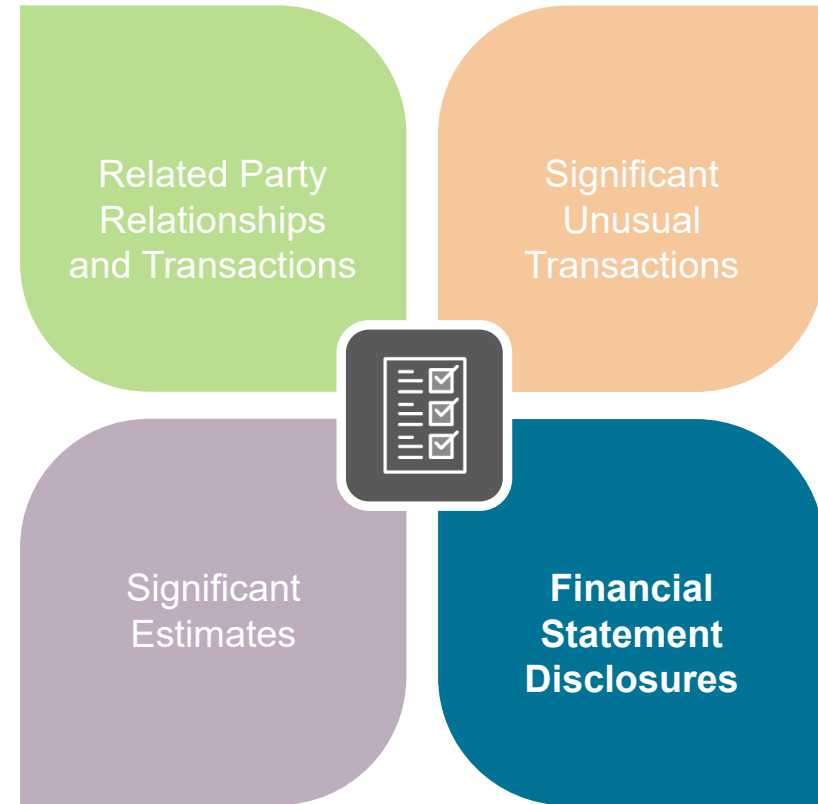 Related Party
Relationships
and Transactions
Significant
Unusual
Transactions
Significant
Estimates
Financial
Statement
Disclosures